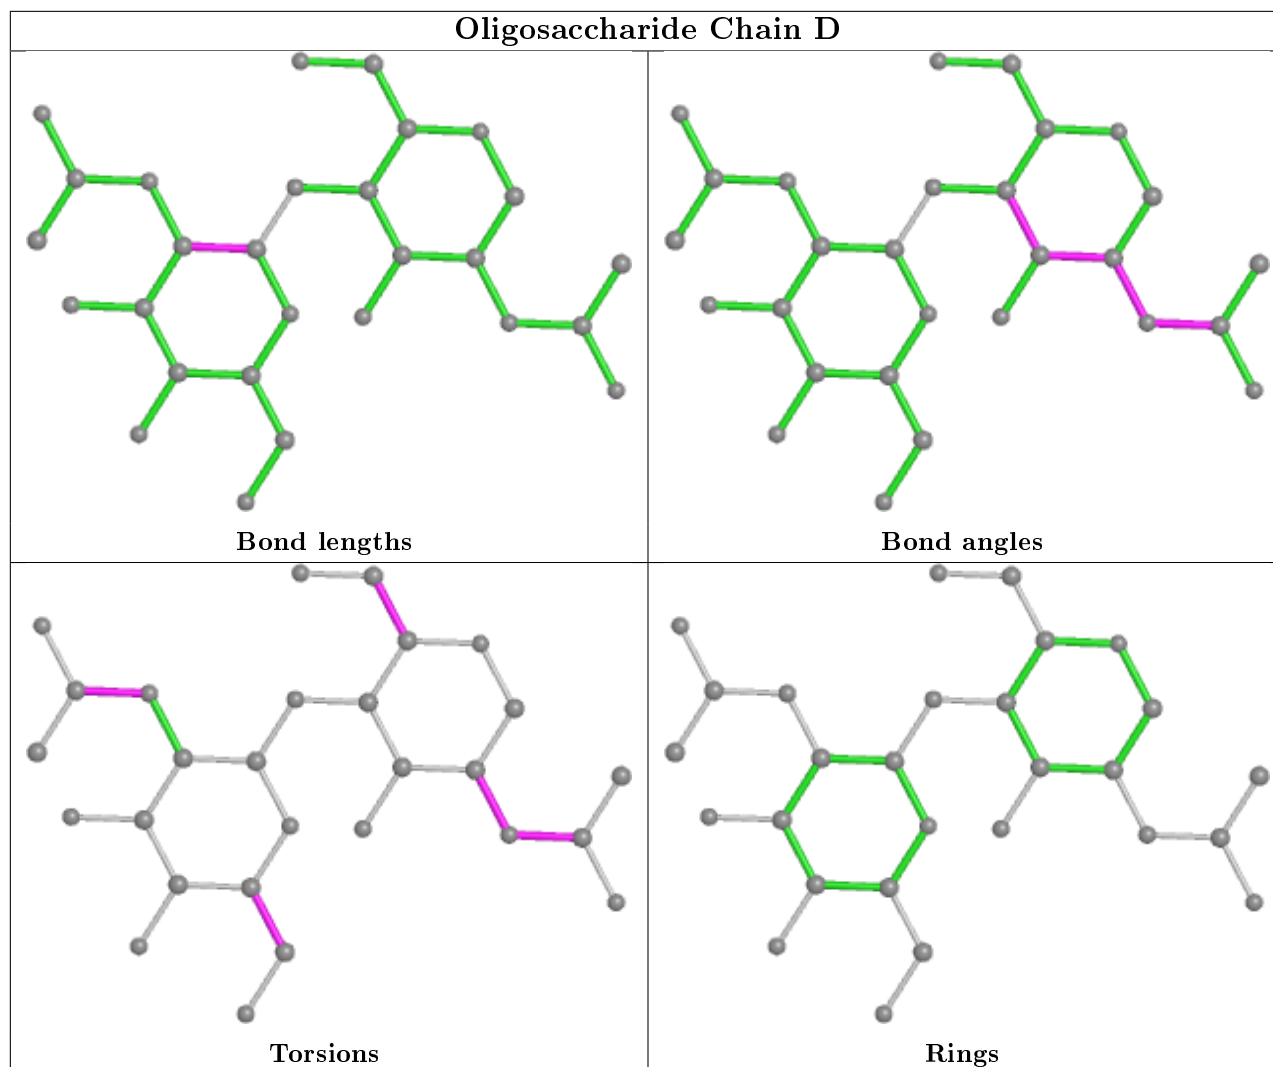 Oligosaccharide Chain D
Bond lengths
Bond angles
Torsions
Rings